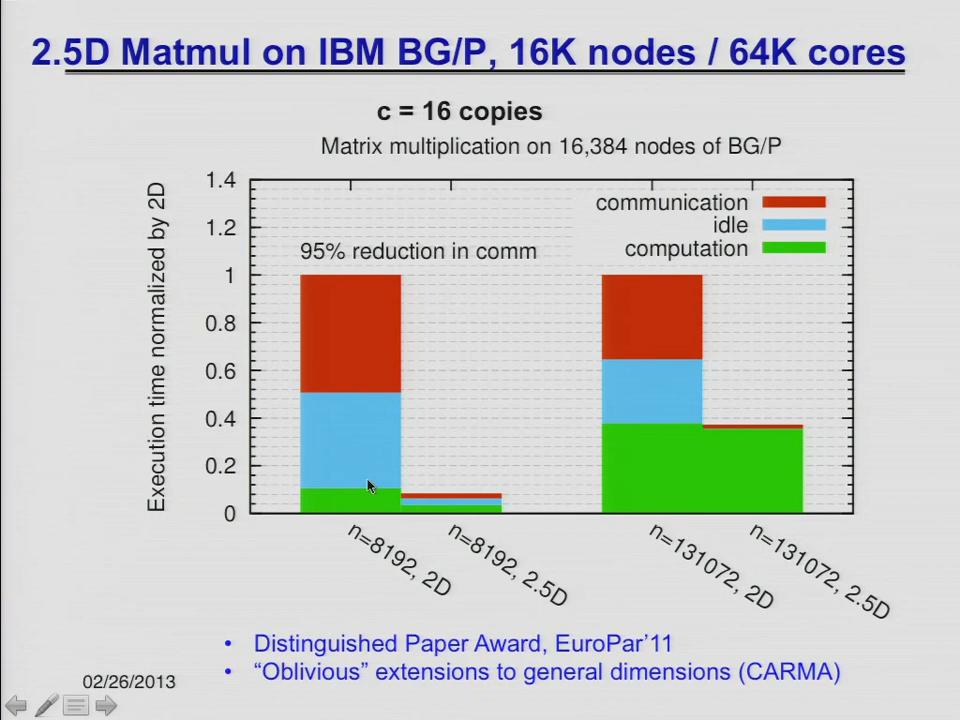 2.5D Matmul on IBM BG/P, 16K nodes / 64K cores
c = 16 copies
Matrix multiplication on 16,384 nodes of BG/P
Execution time normalized by 2D
1.4
1.2
1
0.8
0.6
0.4
0.2
0
communication
idle
computation
95% reduction in comm
n=8192, 2D
n=8192, 2.5D
n=131072, 2D
n=131072, 2.5D
• Distinguished Paper Award, EuroPar’11
• “Oblivious” extensions to general dimensions (CARMA)
02/26/2013